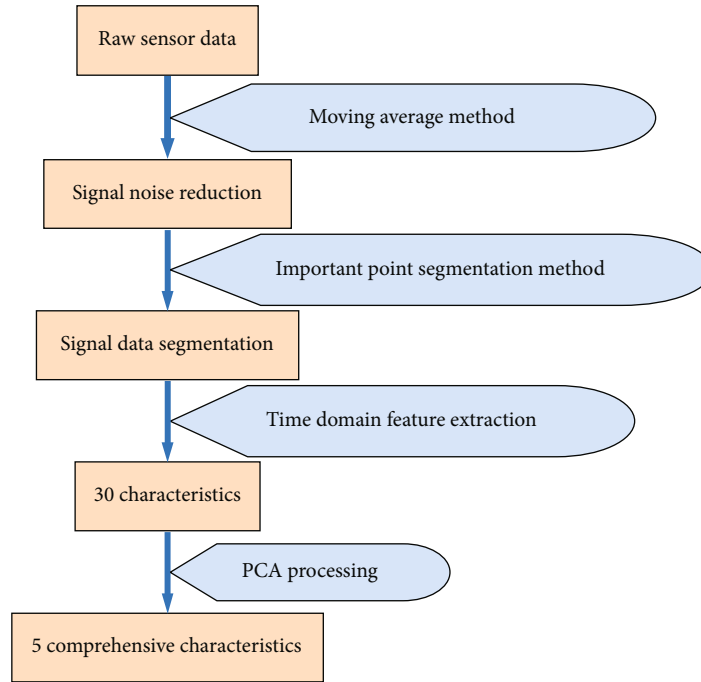 Raw sensor data
Moving average method
Signal noise reduction
Important point segmentation method
Signal data segmentation
Time domain feature extraction
30 characteristics
PCA processing
5 comprehensive characteristics